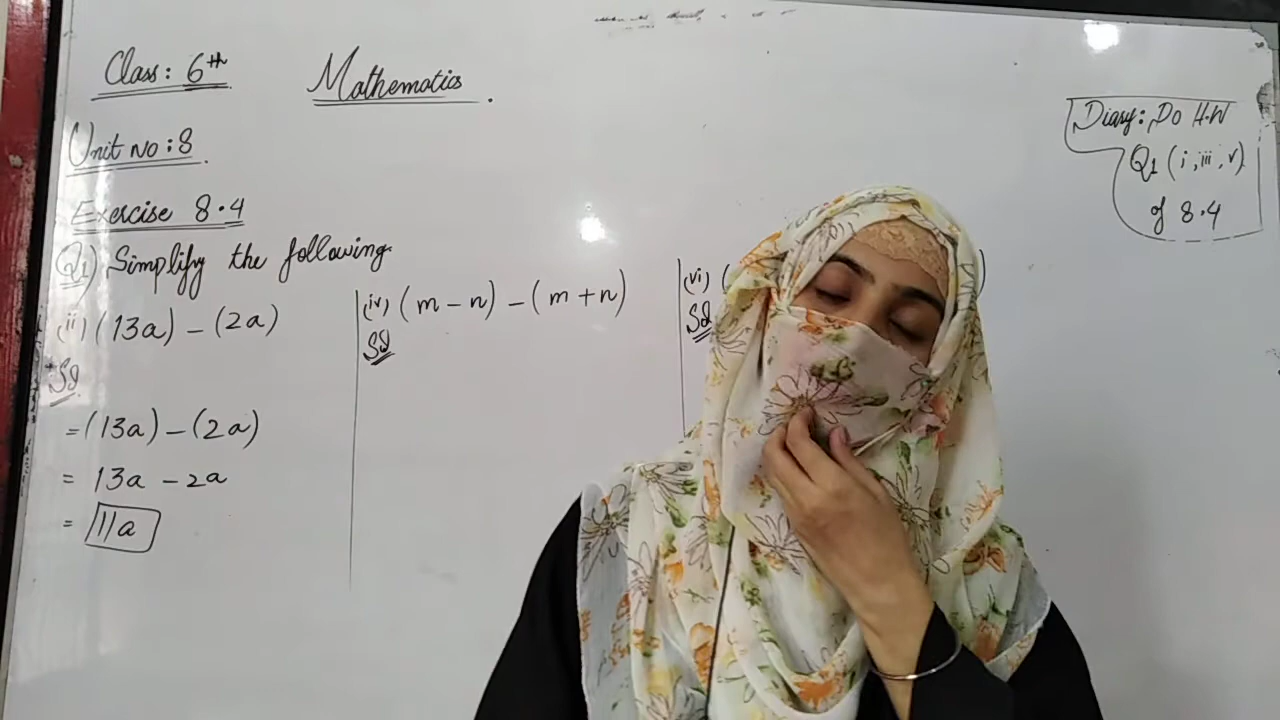 Class: 6th
Mathematics.
Unit No: 8.
Exercise 8.4
Q1) Simplify the following.
(ii) (13a) - (2a)
Sol
= (13a) - (2a)
= 13a - 2a
= 11a
(iv) (m - n) - (m + n)
Sol
(vi) (
Sol
)
Diary: Do H.W
Q1 (i, iii, v)
of 8.4